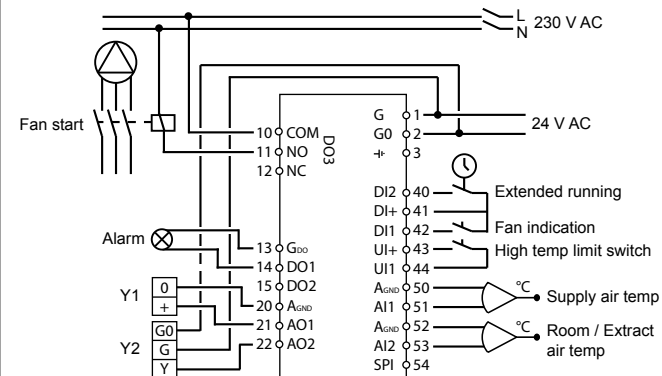 L
N
230 V AC
Fan start
24 V AC
G
1
G0
2
3
10
COM
11
NO
12
NC
DO3
DI2
40
Extended running
DI+
41
DI1
42
Fan indication
UI+
43
High temp limit switch
UI1
44
Alarm
13
GDO
14
DO1
15
DO2
20
AGND
21
AO1
22
AO2
AGND
50
°C
Supply air temp
AI1
51
AGND
52
°C
Room / Extract
air temp
AI2
53
SPI
54
Y1
0
+
Y2
G0
G
Y